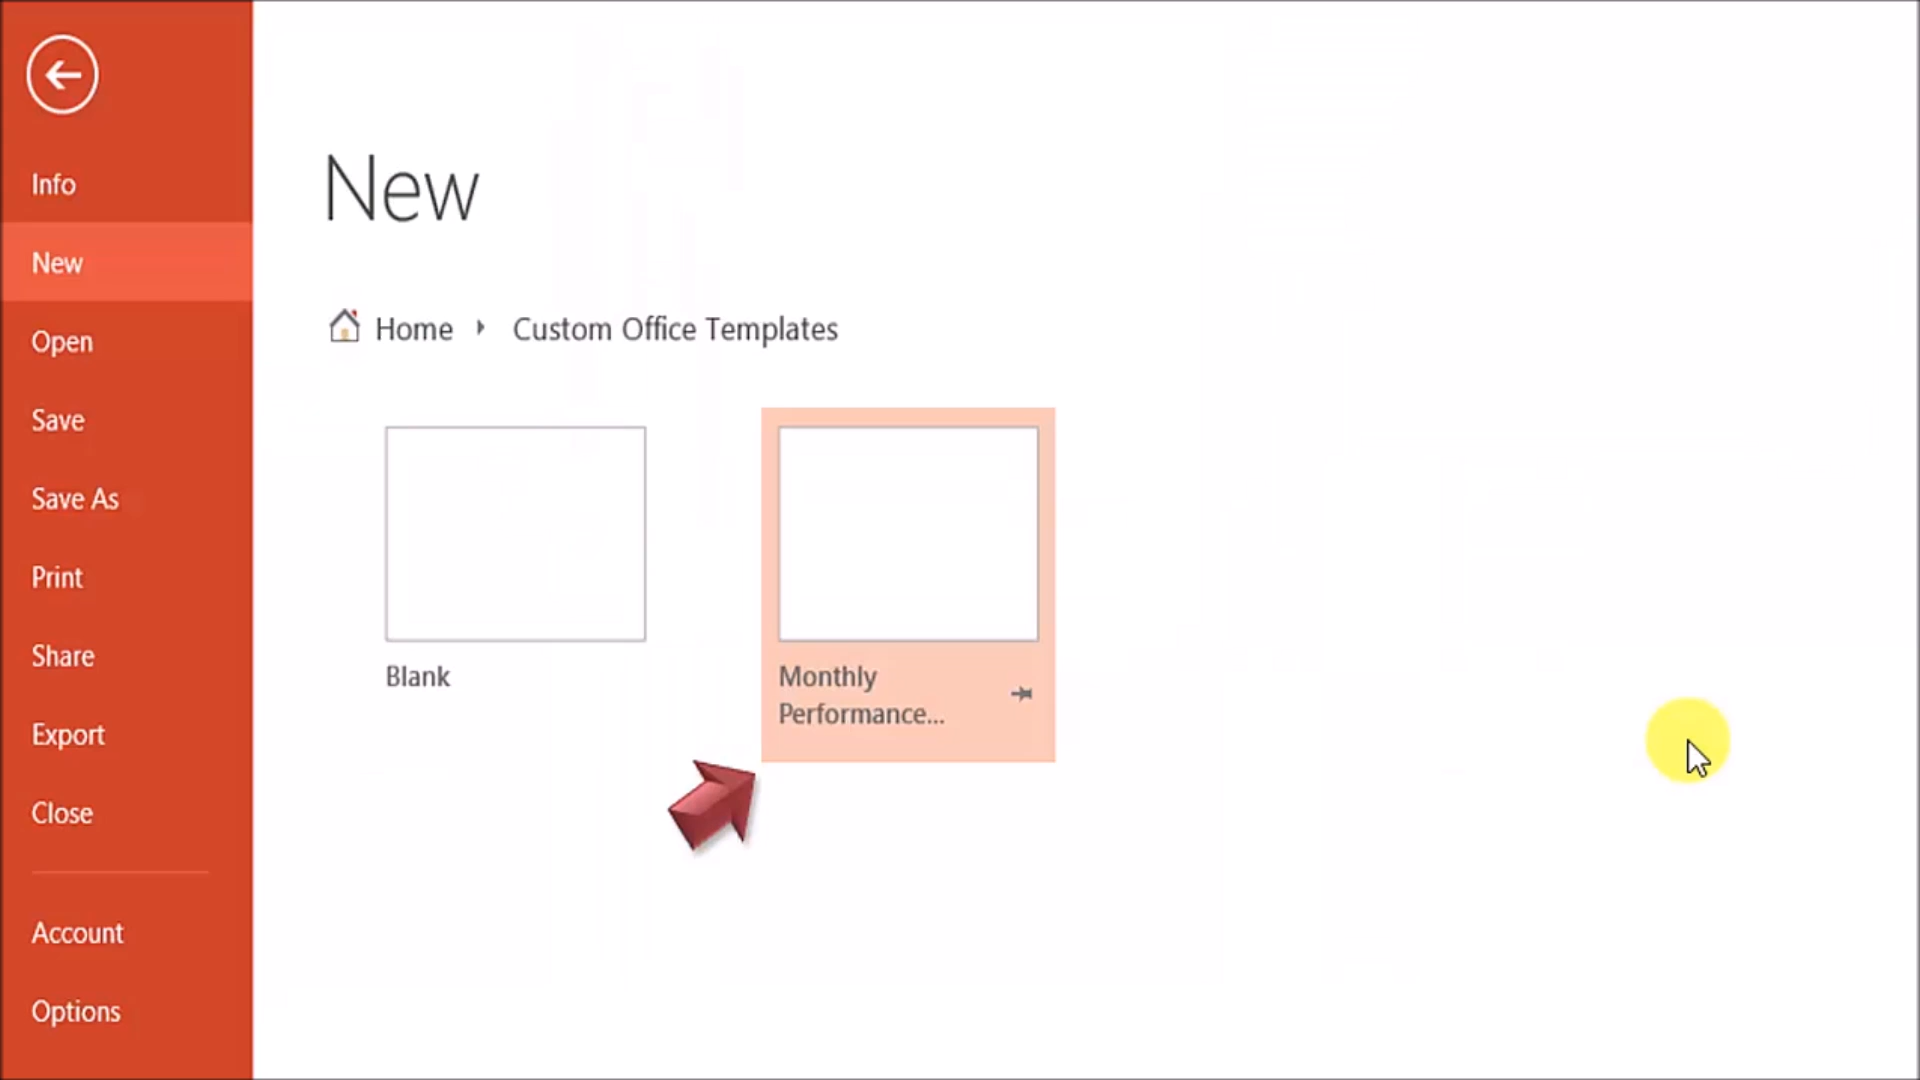 Info
New
Open
Save
Save As
Print
Share
Export
Close
Account
Options
New
Home
Custom Office Templates
Blank
Monthly
Performance...